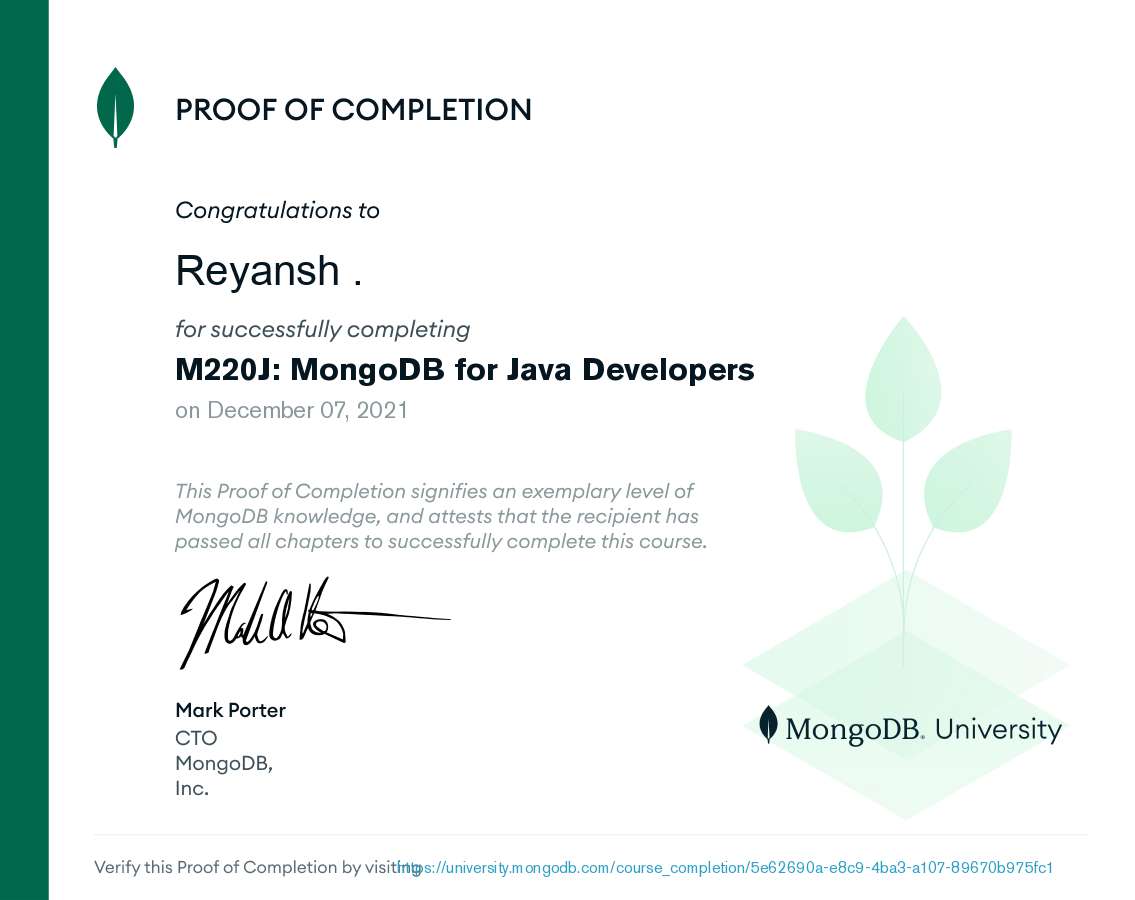 PROOF OF COMPLETION
Congratulations to
Reyansh .
for successfully completing
M220J: MongoDB for Java Developers
on December 07, 2021
This Proof of Completion signifies an exemplary level of
MongoDB knowledge, and attests that the recipient has
passed all chapters to successfully complete this course.
Mark Porter
CTO
MongoDB,
Inc.
MongoDB. University
Verify this Proof of Completion by visiting https://university.mongodb.com/course_completion/5e62690a-e8c9-4ba3-a107-89670b975fc1